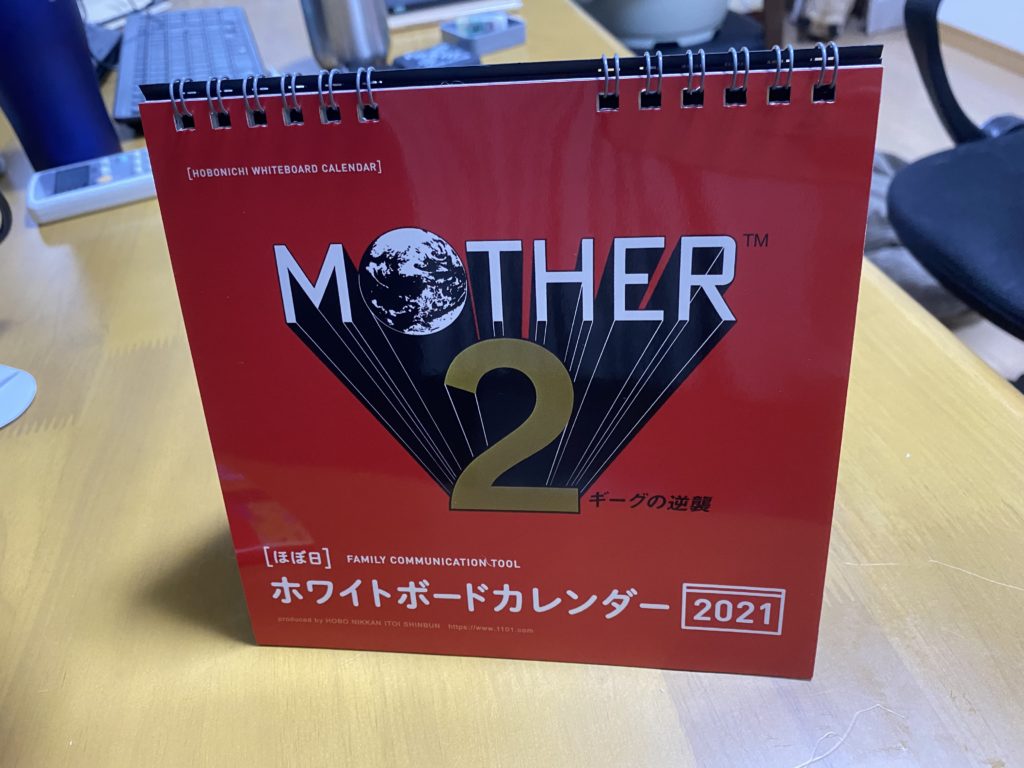 [HOBONICHI WHITEBOARD CALENDAR]
MOTHER™
2
ギーグの逆襲
[ほぼ日] FAMILY COMMUNICATION TOOL
ホワイトボードカレンダー 2021
produced by HOBO NIKKAN ITOI SHINBUN https://www.1101.com